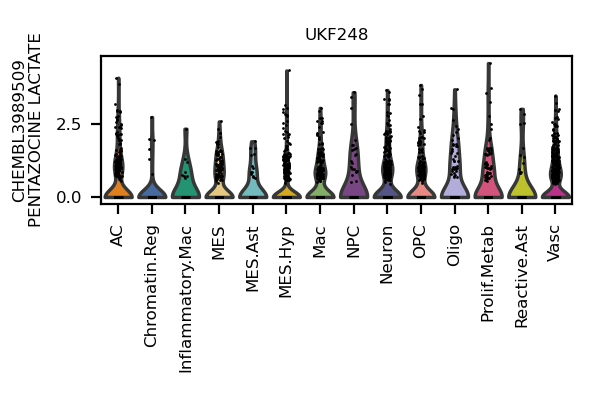 UKF248
CHEMBL3989509
PENTAZOCINE LACTATE
2.5
0.0
AC
Chromatin.Reg
Inflammatory.Mac
MES
MES.Ast
MES.Hyp
Mac
NPC
Neuron
OPC
Oligo
Prolif.Metab
Reactive.Ast
Vasc